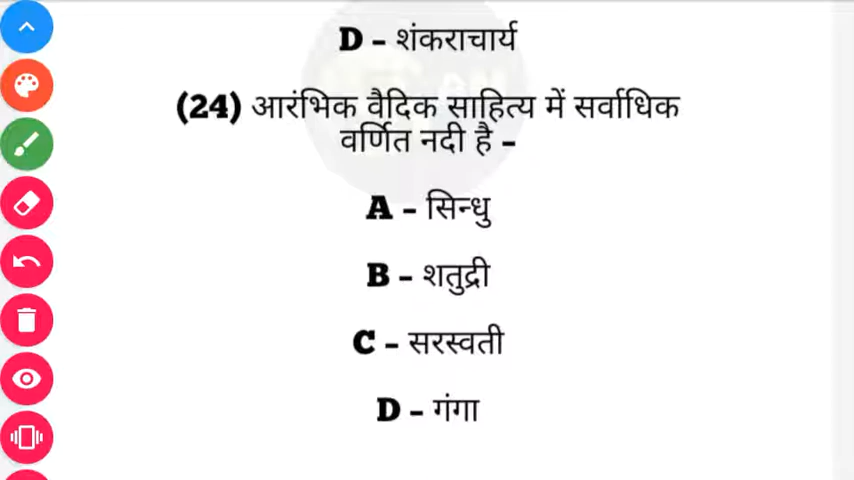 D - शंकराचार्य
(24) आरंभिक वैदिक साहित्य में सर्वाधिक
वर्णित नदी है -
A - सिन्धु
B - शतुद्री
C - सरस्वती
D - गंगा